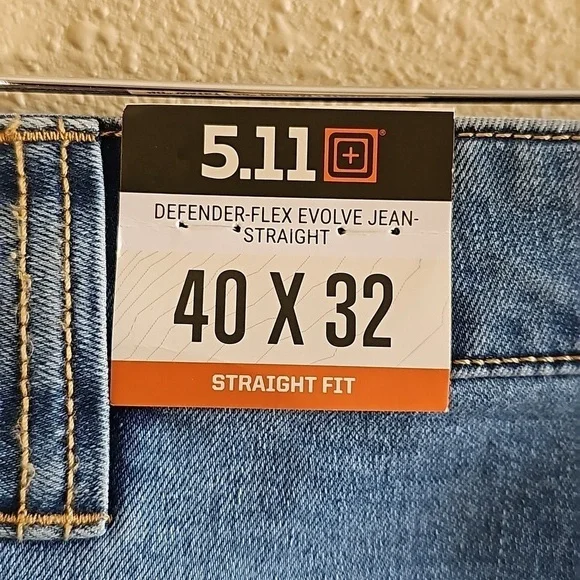 5.11
DEFENDER-FLEX EVOLVE JEAN-
STRAIGHT
40 X 32
STRAIGHT FIT